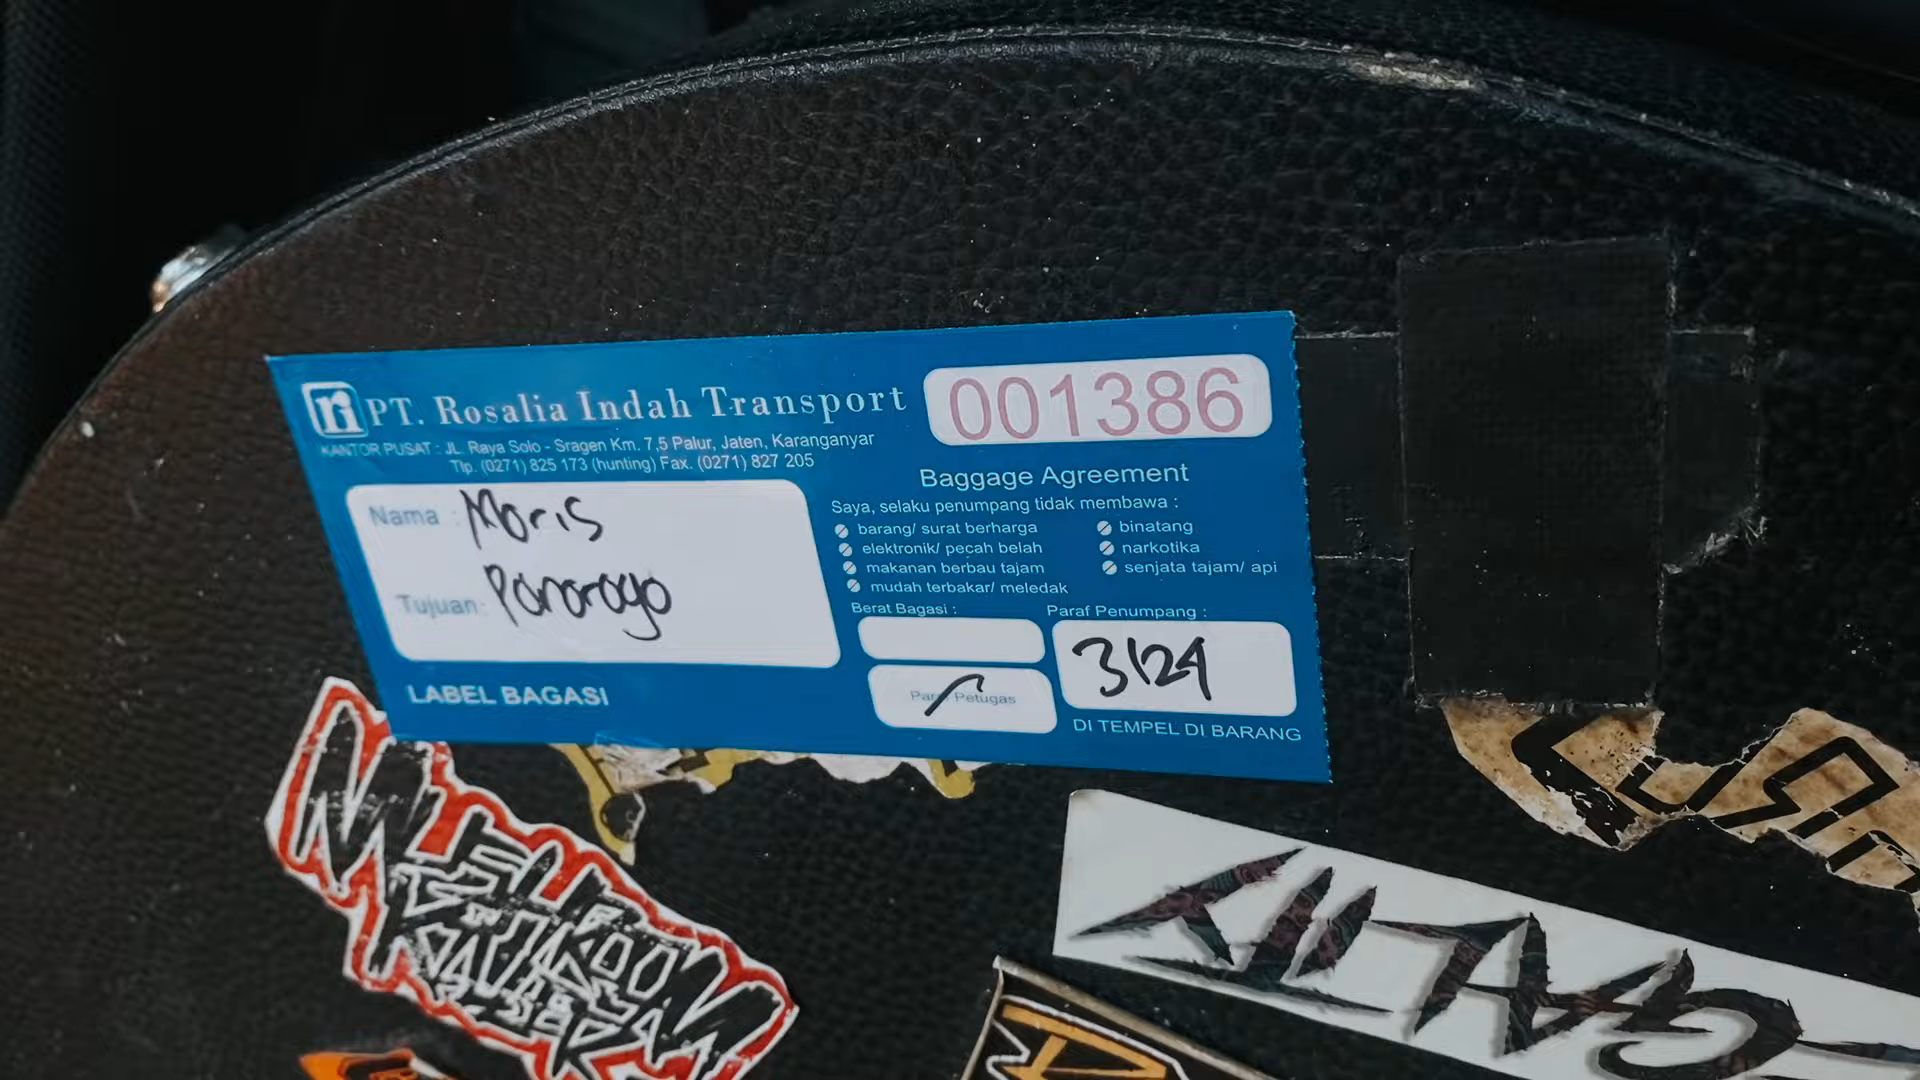 ri PT. Rosalia Indah Transport
KANTOR PUSAT : JL. Raya Solo - Sragen Km. 7,5 Palur, Jaten, Karanganyar
Tlp. (0271) 825 173 (hunting) Fax. (0271) 827 205
001386
Nama : Moris
Tujuan : Ponorogo
LABEL BAGASI
Baggage Agreement
Saya, selaku penumpang tidak membawa :
barang/ surat berharga
elektronik/ pecah belah
makanan berbau tajam
mudah terbakar/ meledak
binatang
narkotika
senjata tajam/ api
Berat Bagasi :
Paraf Penumpang :
3124
Paraf Petugas
DI TEMPEL DI BARANG